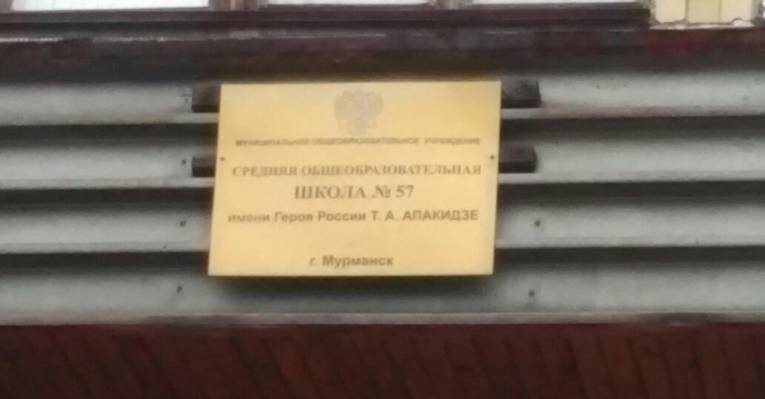 МУНИЦИПАЛЬНОЕ ОБЩЕОБРАЗОВАТЕЛЬНОЕ УЧРЕЖДЕНИЕ
СРЕДНЯЯ ОБЩЕОБРАЗОВАТЕЛЬНАЯ
ШКОЛА № 57
имени Героя России Т. А. АПАКИДЗЕ
г. Мурманск